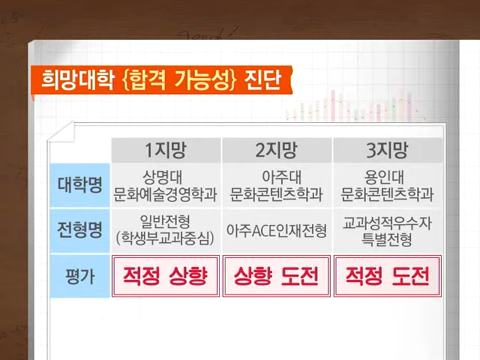 희망대학 {합격 가능성} 진단
1지망 2지망 3지망
대학명 상명대 아주대 용인대
문화예술경영학과 문화콘텐츠학과 문화콘텐츠학과
전형명 일반전형 아주ACE인재전형 교과성적우수자
(학생부교과중심) 특별전형
평가 적정 상향 상향 도전 적정 도전